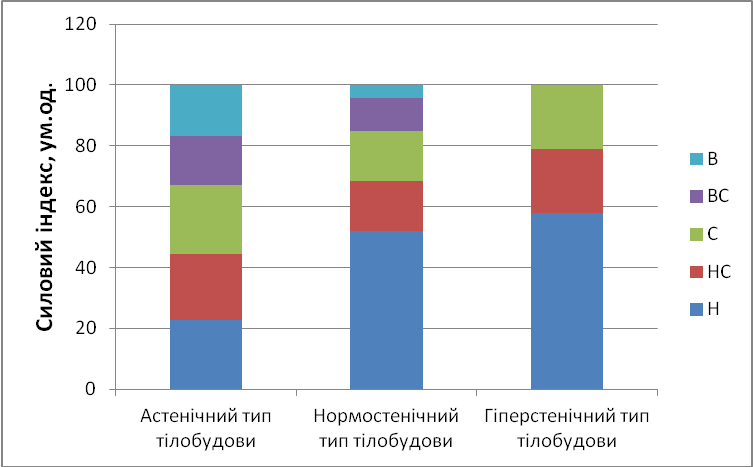 120
100
80
60
40
20
0
Силовий індекс, ум.од.
Астенічний тип
тілобудови
Нормостенічний
тип тілобудови
Гіперстенічний тип
тілобудови
В
ВС
С
НС
Н